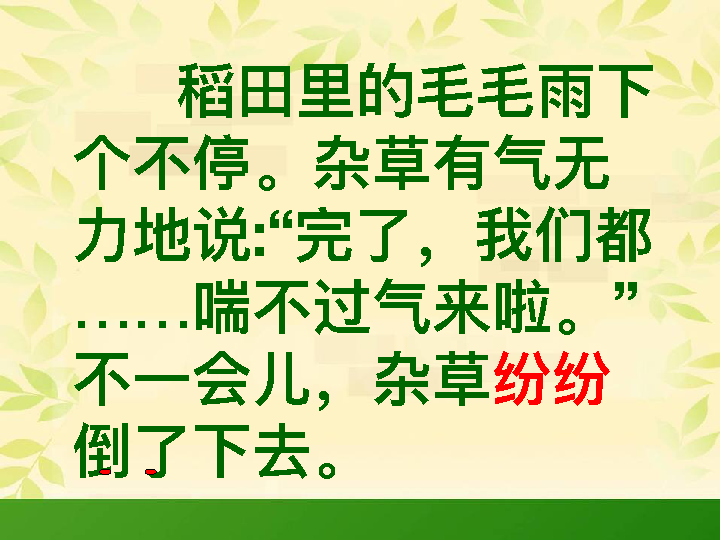 稻田里的毛毛雨下
个不停。杂草有气无
力地说:“完了，我们都
……喘不过气来啦。”
不一会儿，杂草纷纷
倒了下去。